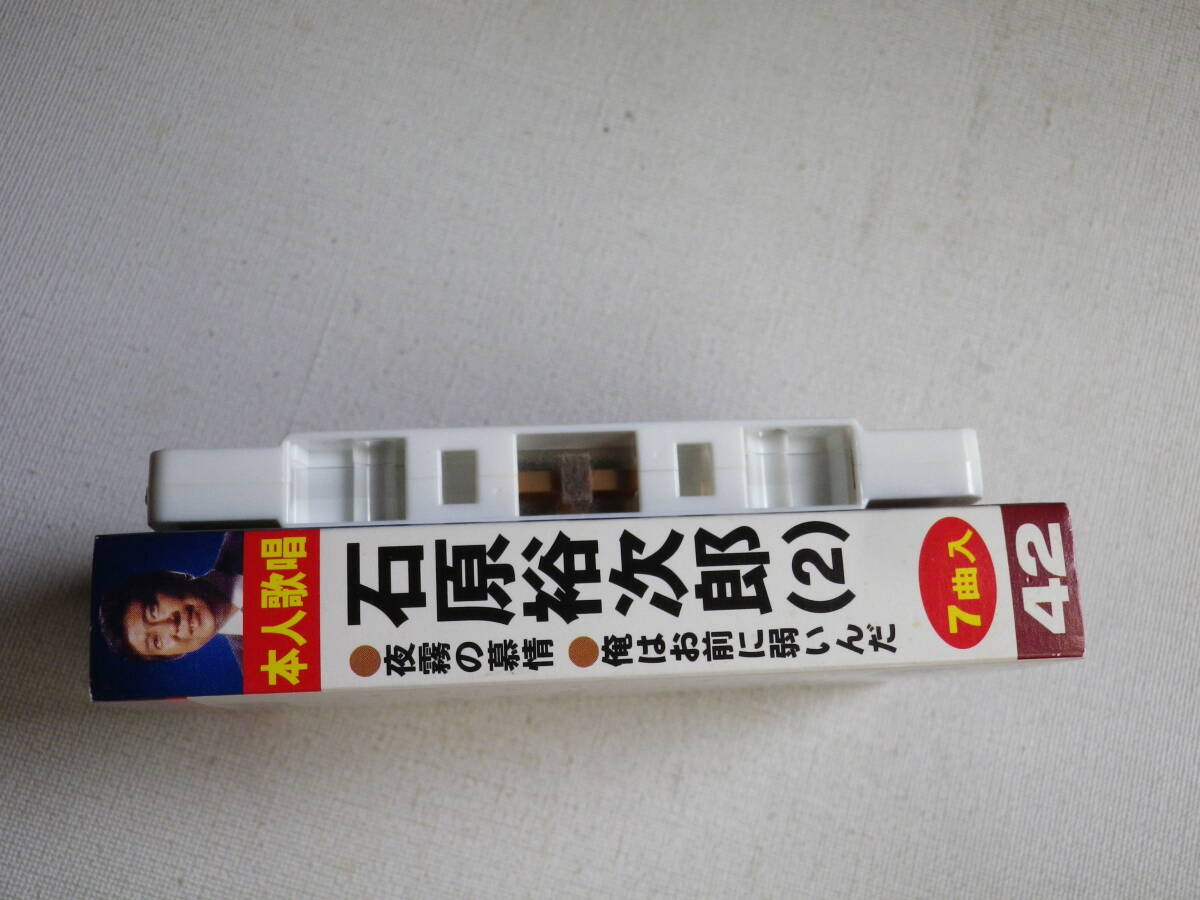 本人歌唱
石原裕次郎(2)
●夜霧の慕情 ●俺はお前に弱いんだ
7曲入
42